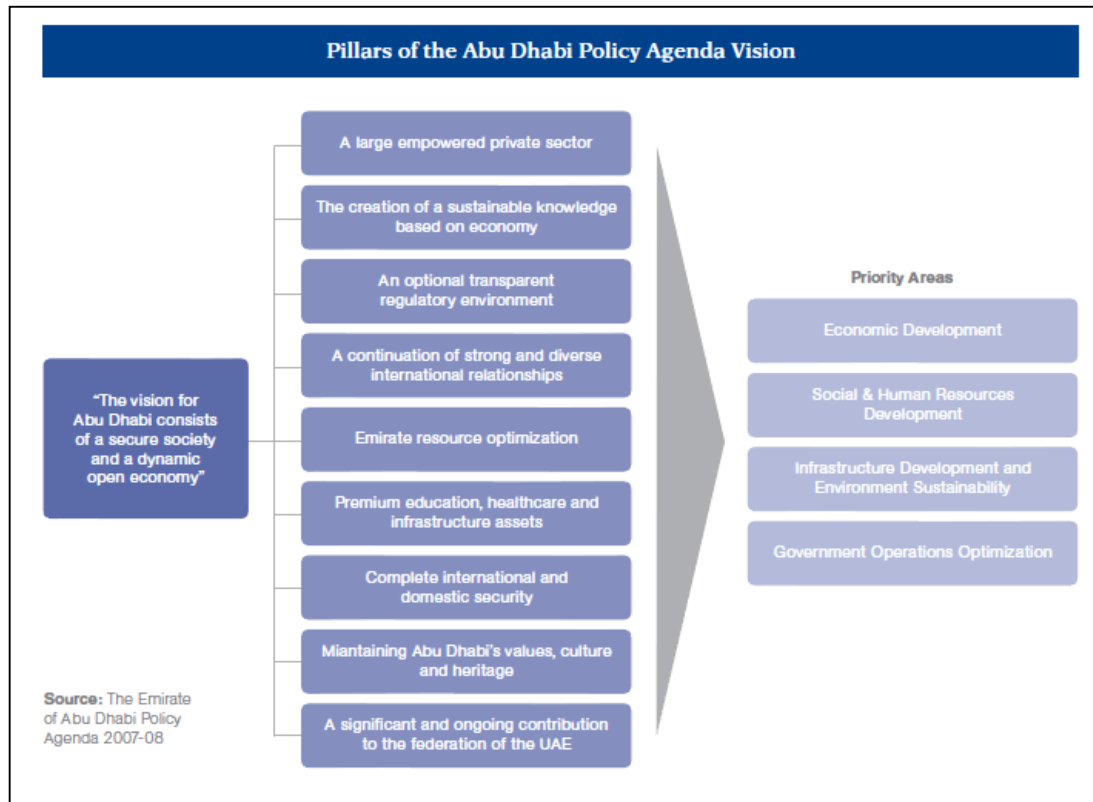 Pillars of the Abu Dhabi Policy Agenda Vision
"The vision for
Abu Dhabi consists
of a secure society
and a dynamic
open economy"
A large empowered private sector
The creation of a sustainable knowledge
based on economy
An optional transparent
regulatory environment
A continuation of strong and diverse
international relationships
Emirate resource optimization
Premium education, healthcare and
infrastructure assets
Complete international and
domestic security
Miantaining Abu Dhabi's values, culture
and heritage
A significant and ongoing contribution
to the federation of the UAE
Priority Areas
Economic Development
Social & Human Resources
Development
Infrastructure Development and
Environment Sustainability
Government Operations Optimization
Source: The Emirate
of Abu Dhabi Policy
Agenda 2007-08